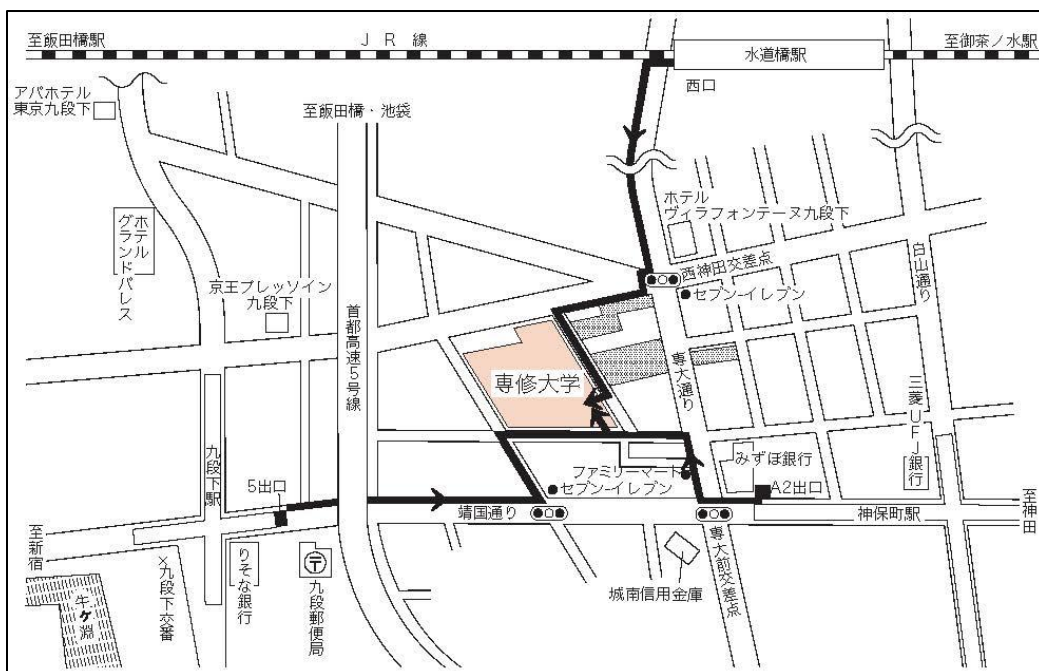 至飯田橋駅
JR線
水道橋駅
至御茶ノ水駅
西口
アパホテル
東京九段下
至飯田橋・池袋
ホテル
ヴィラフォンテーヌ九段下
ホテル
グランドパレス
京王プレッソイン
九段下
首都高速5号線
西神田交差点
セブン-イレブン
白山通り
専修大学
専大通り
三菱UFJ銀行
九段下駅
5出口
ファミリーマート
セブン-イレブン
みずほ銀行
A2出口
靖国通り
神保町駅
至神田
至新宿
牛ヶ淵
×九段下交番
りそな銀行
〒
九段郵便局
城南信用金庫
専大前交差点